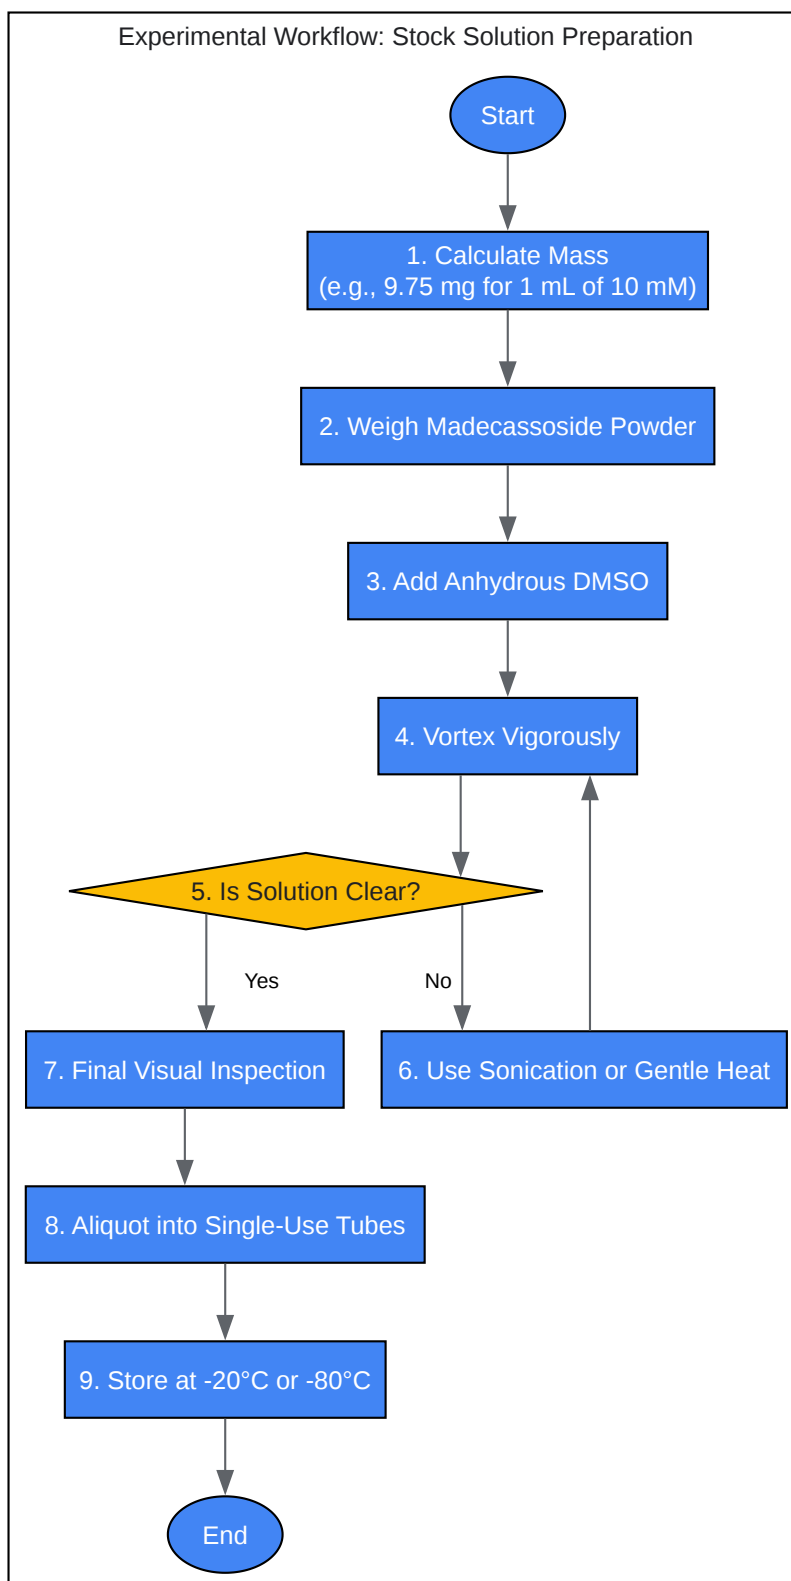 Experimental Workflow: Stock Solution Preparation
Start
1. Calculate Mass
(e.g., 9.75 mg for 1 mL of 10 mM)
2. Weigh Madecassoside Powder
3. Add Anhydrous DMSO
4. Vortex Vigorously
5. Is Solution Clear?
Yes
No
7. Final Visual Inspection
6. Use Sonication or Gentle Heat
8. Aliquot into Single-Use Tubes
9. Store at -20°C or -80°C
End